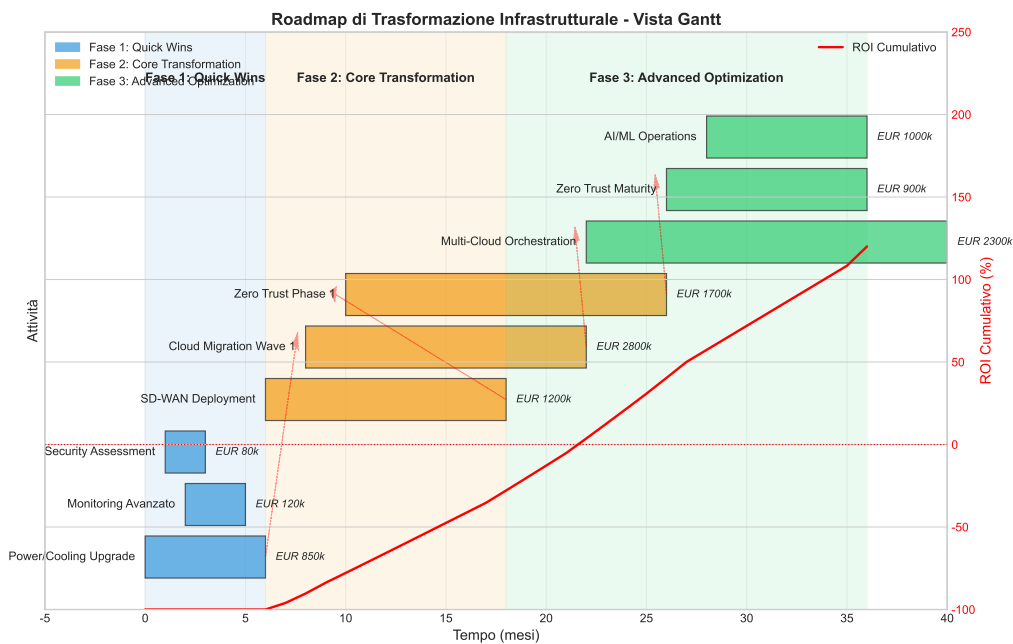 Roadmap di Trasformazione Infrastrutturale - Vista Gantt
Fase 1: Quick Wins
Fase 2: Core Transformation
Fase 3: Advanced Optimization
ROI Cumulativo
Fase 1: Quick Wins
Fase 2: Core Transformation
Fase 3: Advanced Optimization
AI/ML Operations
EUR 1000k
Zero Trust Maturity
EUR 900k
Multi-Cloud Orchestration
EUR 2300k
Zero Trust Phase 1
EUR 1700k
Cloud Migration Wave 1
EUR 2800k
SD-WAN Deployment
EUR 1200k
Security Assessment
EUR 80k
Monitoring Avanzato
EUR 120k
Power/Cooling Upgrade
EUR 850k
Attività
250
200
150
100
50
0
-50
-100
ROI Cumulativo (%)
-5 0 5 10 15 20 25 30 35 40
Tempo (mesi)